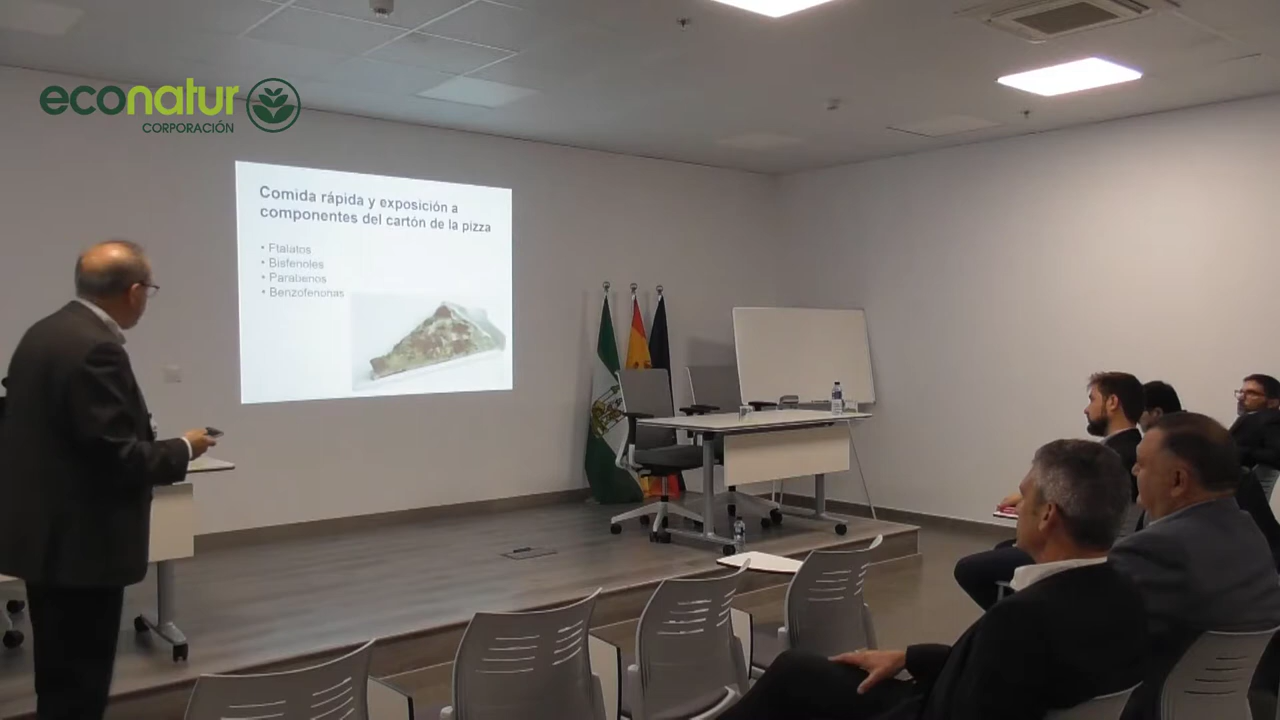 econatur
CORPORACIÓN
Comida rápida y exposición a
componentes del cartón de la pizza
• Ftalatos
• Bisfenoles
• Parabenos
• Benzofenonas